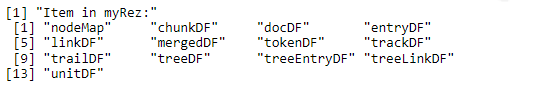 [1] "Item in myRez:"
 [1] "nodeMap"     "chunkDF"     "docDF"       "entryDF"
 [5] "linkDF"      "mergedDF"    "tokenDF"     "trackDF"
 [9] "trailDF"     "treeDF"      "treeEntryDF" "treeLinkDF"
[13] "unitDF"